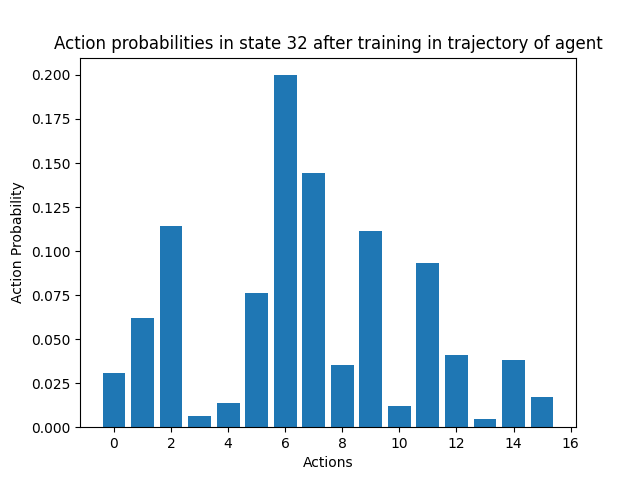 Action probabilities in state 32 after training in trajectory of agent
0.200
0.175
0.150
0.125
0.100
0.075
0.050
0.025
0.000
Action Probability
0 2 4 6 8 10 12 14 16
Actions